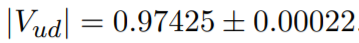 |V_{ud}| = 0.97425 ± 0.00022